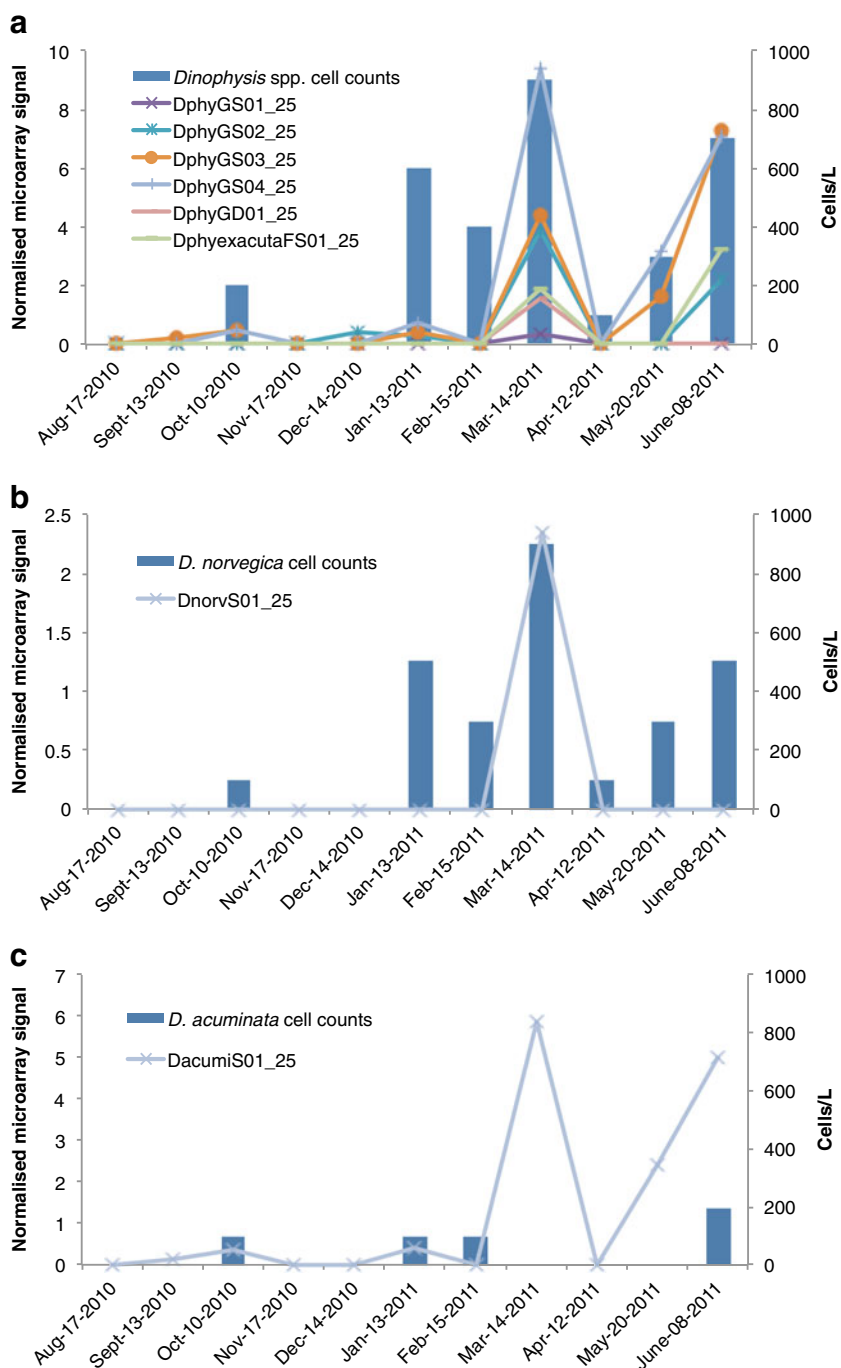 a
Normalised microarray signal
10
8
6
4
2
0
Dinophysis spp. cell counts
DphyGS01_25
DphyGS02_25
DphyGS03_25
DphyGS04_25
DphyGD01_25
DphyexacutaFS01_25
1000
800
600
400
200
0
Cells/L
Aug-17-2010
Sept-13-2010
Oct-10-2010
Nov-17-2010
Dec-14-2010
Jan-13-2011
Feb-15-2011
Mar-14-2011
Apr-12-2011
May-20-2011
June-08-2011
b
Normalised microarray signal
2.5
2
1.5
1
0.5
0
D. norvegica cell counts
DnorvS01_25
1000
800
600
400
200
0
Cells/L
Aug-17-2010
Sept-13-2010
Oct-10-2010
Nov-17-2010
Dec-14-2010
Jan-13-2011
Feb-15-2011
Mar-14-2011
Apr-12-2011
May-20-2011
June-08-2011
c
Normalised microarray signal
7
6
5
4
3
2
1
0
D. acuminata cell counts
DacumiS01_25
1000
800
600
400
200
0
Cells/L
Aug-17-2010
Sept-13-2010
Oct-10-2010
Nov-17-2010
Dec-14-2010
Jan-13-2011
Feb-15-2011
Mar-14-2011
Apr-12-2011
May-20-2011
June-08-2011